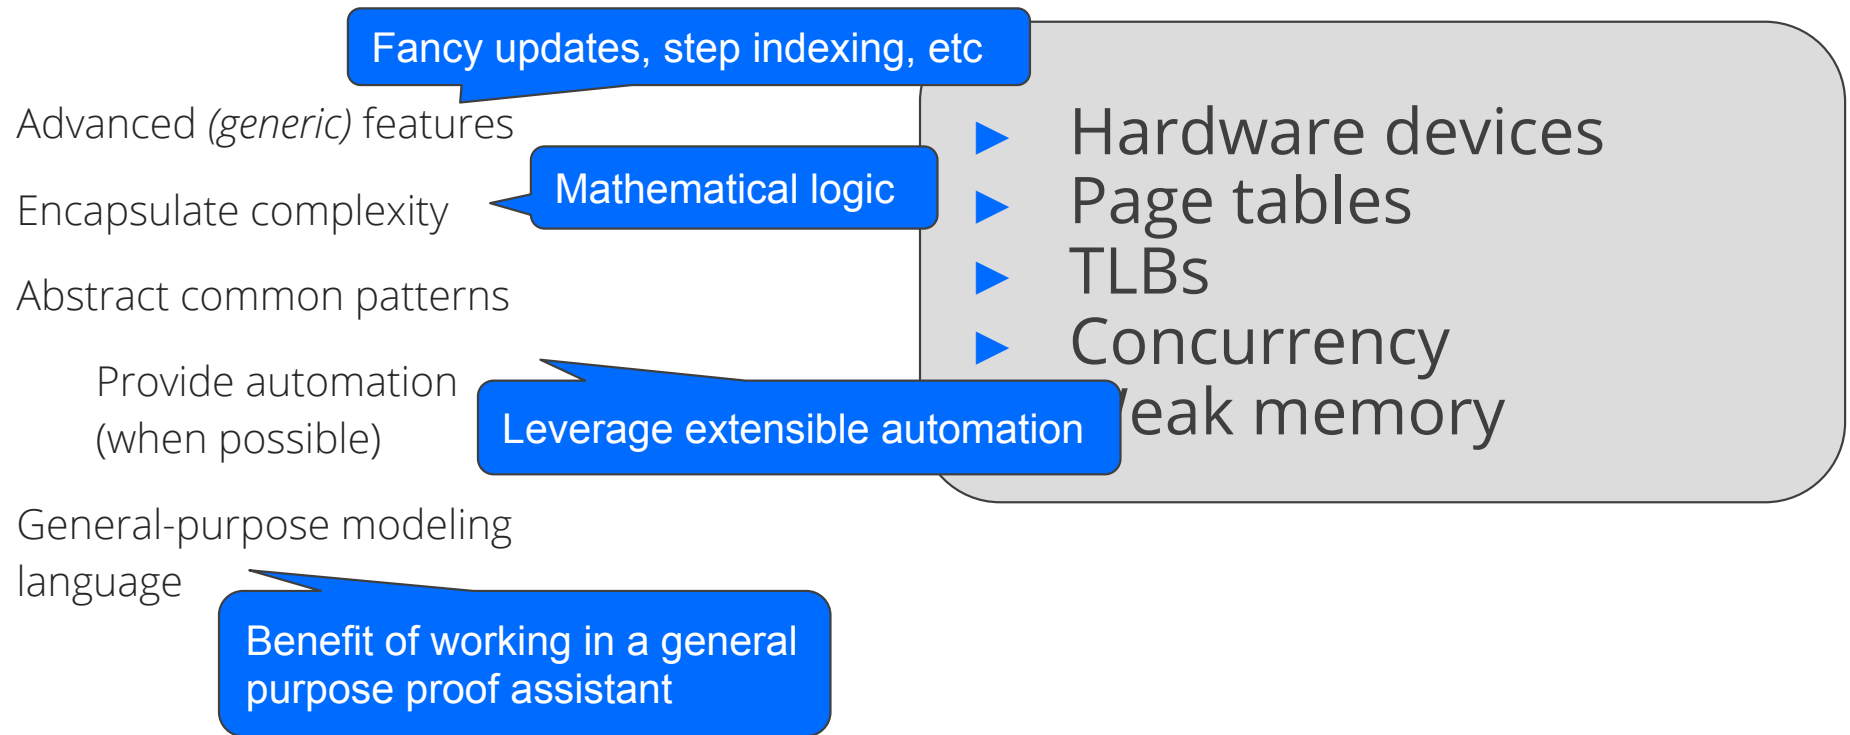 Fancy updates, step indexing, etc
Advanced (generic) features
Mathematical logic
Encapsulate complexity
Abstract common patterns
Provide automation
(when possible)
Leverage extensible automation
General-purpose modeling
language
Benefit of working in a general
purpose proof assistant
► Hardware devices
► Page tables
► TLBs
► Concurrency
memory